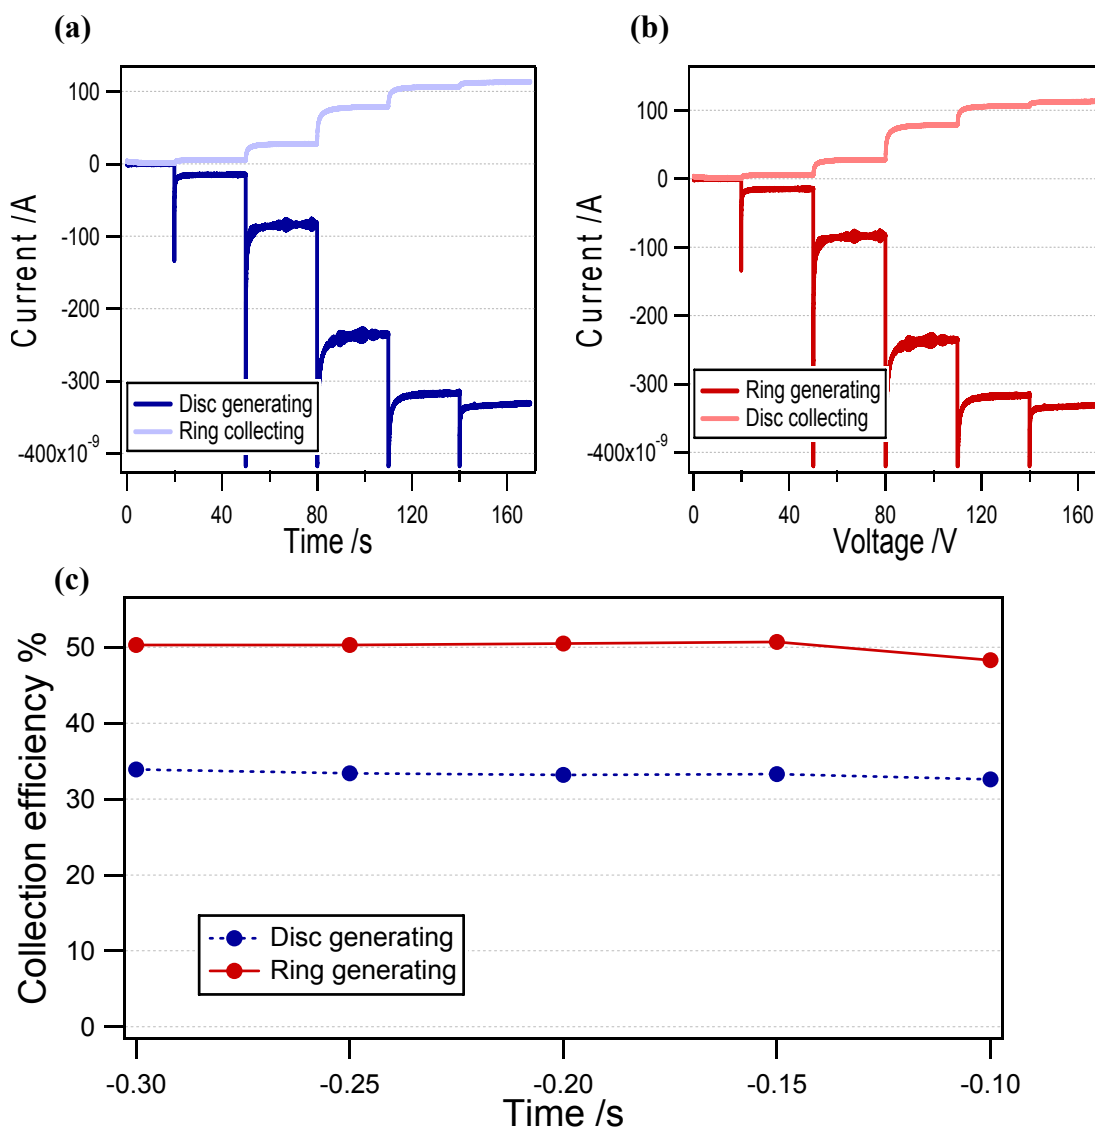 (a)
(b)
100
0
-100
-200
-300
-400x10-9
Current /A
Disc generating
Ring collecting
0
40
80
120
160
Time /s
100
0
-100
-200
-300
-400x10-9
Current /A
Ring generating
Disc collecting
0
40
80
120
160
Voltage /V
(c)
50
40
30
20
10
0
Collection efficiency %
Disc generating
Ring generating
-0.30
-0.25
-0.20
-0.15
-0.10
Time /s